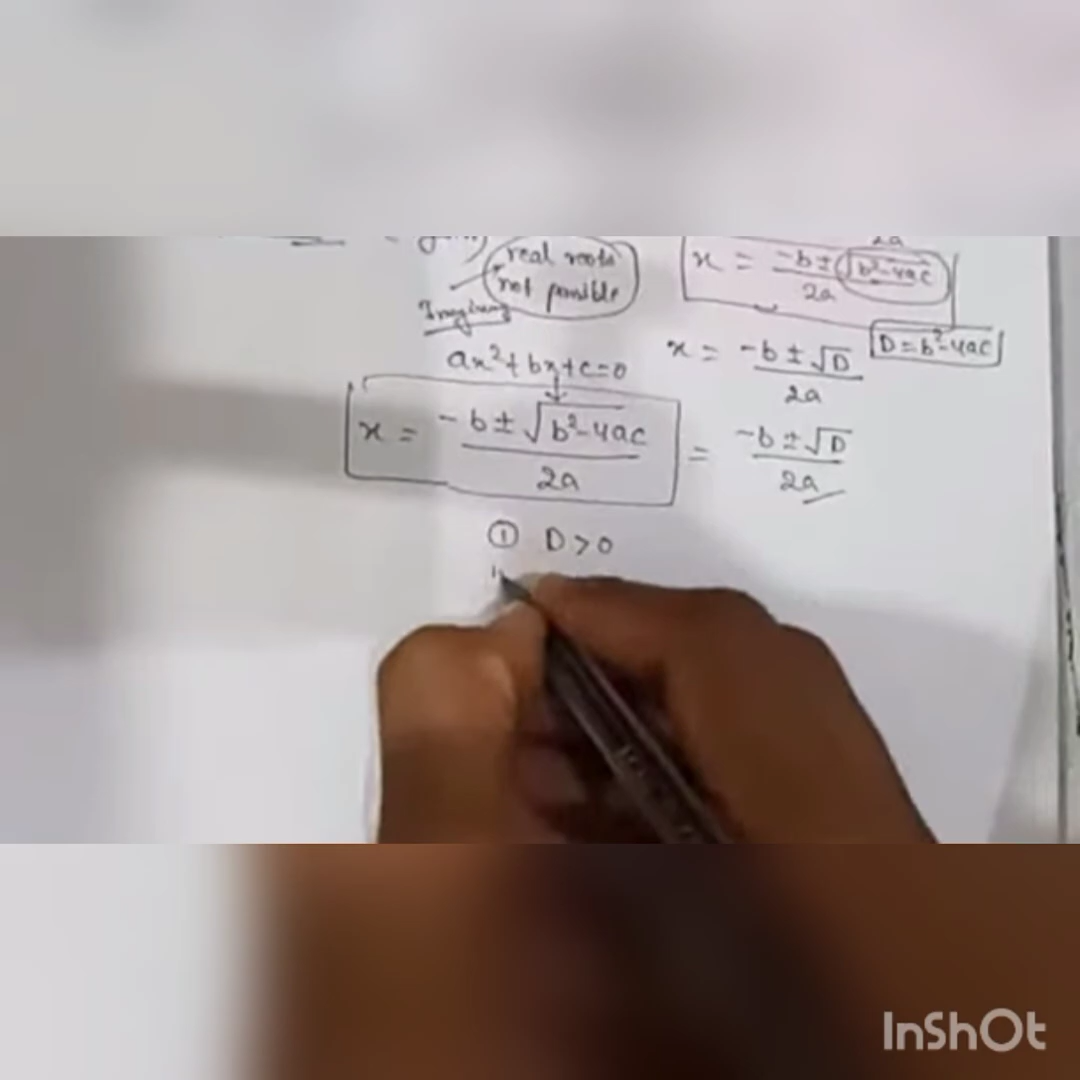 real roots
not possible
Imaginary
2a
x = -b ± √b²-4ac
2a
D = b²-4ac
ax² + bx + c = 0
x = -b ± √D
2a
x = -b ± √b²-4ac
2a
= -b ± √D
2a
① D > 0
InShOt